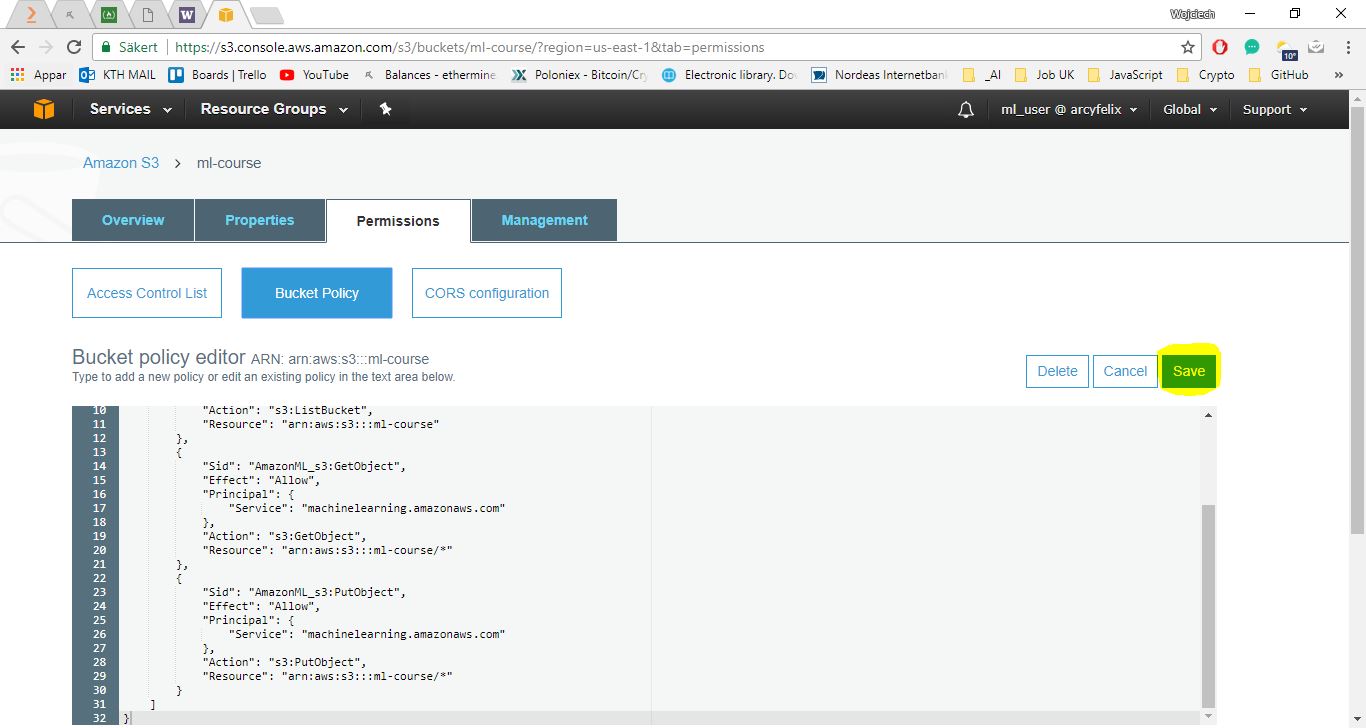 Wojciech
Säkert https://s3.console.aws.amazon.com/s3/buckets/ml-course/?region=us-east-1&tab=permissions
10°
Appar KTH MAIL Boards | Trello YouTube Balances - ethermine Poloniex - Bitcoin/Cry Electronic library. Do Nordeas Internetbank _AI Job UK JavaScript Crypto GitHub »
Services Resource Groups ml_user @ arcyfelix Global Support
Amazon S3 > ml-course
Overview Properties Permissions Management
Access Control List Bucket Policy CORS configuration
Bucket policy editor ARN: arn:aws:s3:::ml-course
Type to add a new policy or edit an existing policy in the text area below.
Delete Cancel Save
10 "Action": "s3:ListBucket",
11 "Resource": "arn:aws:s3:::ml-course"
12 },
13 {
14 "Sid": "AmazonML_s3:GetObject",
15 "Effect": "Allow",
16 "Principal": {
17 "Service": "machinelearning.amazonaws.com"
18 },
19 "Action": "s3:GetObject",
20 "Resource": "arn:aws:s3:::ml-course/*"
21 },
22 {
23 "Sid": "AmazonML_s3:PutObject",
24 "Effect": "Allow",
25 "Principal": {
26 "Service": "machinelearning.amazonaws.com"
27 },
28 "Action": "s3:PutObject",
29 "Resource": "arn:aws:s3:::ml-course/*"
30 }
31 ]
32 }